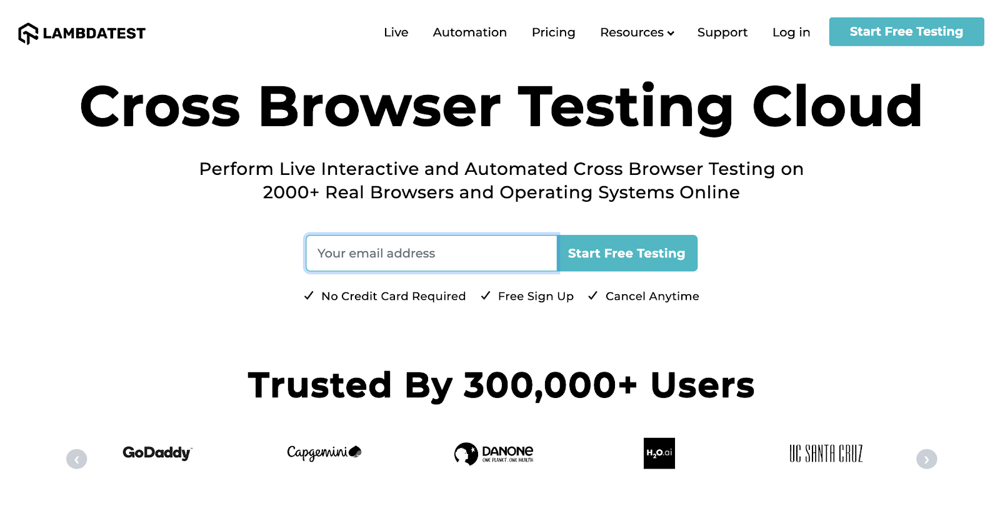 LAMBDATEST
Live Automation Pricing Resources Support Log in Start Free Testing
Cross Browser Testing Cloud
Perform Live Interactive and Automated Cross Browser Testing on
2000+ Real Browsers and Operating Systems Online
Your email address Start Free Testing
✓ No Credit Card Required ✓ Free Sign Up ✓ Cancel Anytime
Trusted By 300,000+ Users
GoDaddy™ Capgemini DANONE H2O.ai UC SANTA CRUZ
ONE PLANET. ONE HEALTH